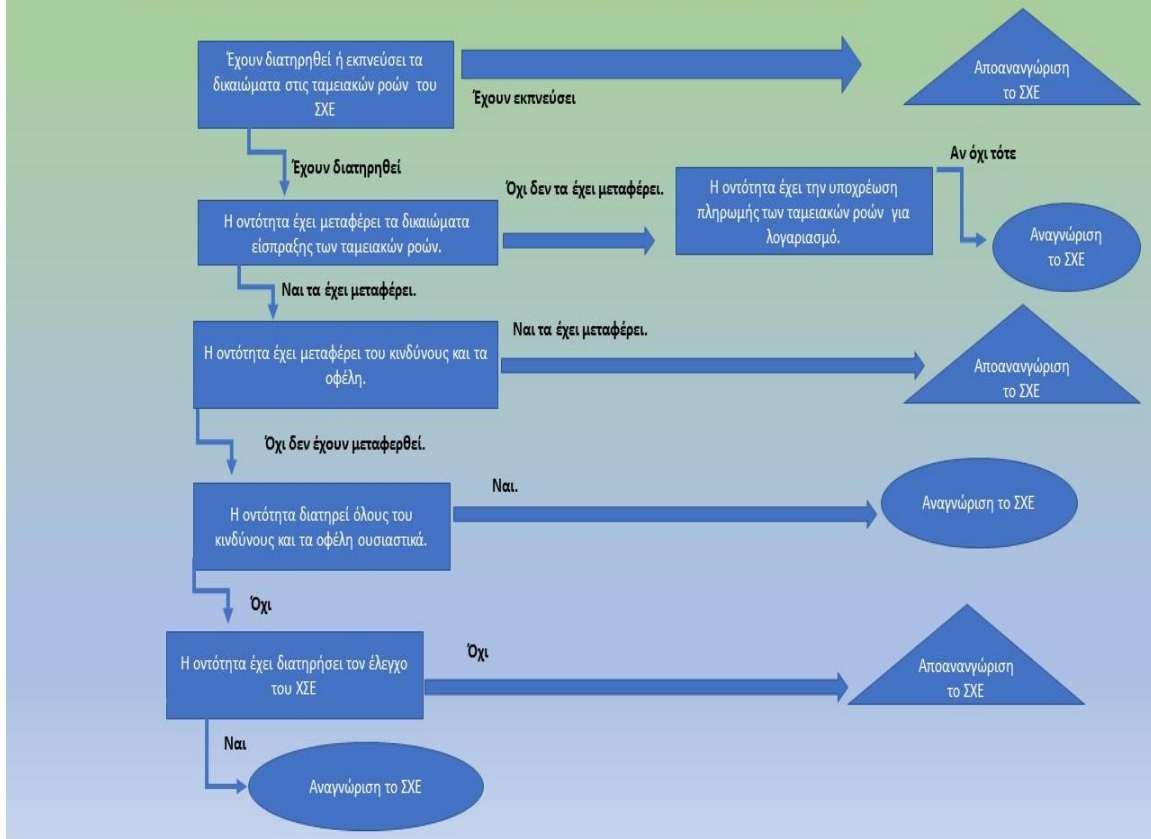 Έχουν διατηρηθεί ή εκπνεύσει τα
δικαιώματα στις ταμειακών ροών του
ΣΧΕ
Έχουν εκπνεύσει
Αποανανγώριση
το ΣΧΕ
Έχουν διατηρηθεί
Η οντότητα έχει μεταφέρει τα δικαιώματα
είσπραξης των ταμειακών ροών.
Όχι δεν τα έχει μεταφέρει.
Η οντότητα έχει την υποχρέωση
πληρωμής των ταμειακών ροών για
λογαριασμό.
Αν όχι τότε
Αναγνώριση
το ΣΧΕ
Ναι τα έχει μεταφέρει.
Η οντότητα έχει μεταφέρει του κινδύνους και τα
οφέλη.
Ναι τα έχει μεταφέρει.
Αποανανγώριση
το ΣΧΕ
Όχι δεν έχουν μεταφερθεί.
Η οντότητα διατηρεί όλους του
κινδύνους και τα οφέλη ουσιαστικά.
Ναι.
Αναγνώριση το ΣΧΕ
Όχι
Η οντότητα έχει διατηρήσει τον έλεγχο
του ΧΣΕ
Όχι
Αποανανγώριση
το ΣΧΕ
Ναι
Αναγνώριση το ΣΧΕ